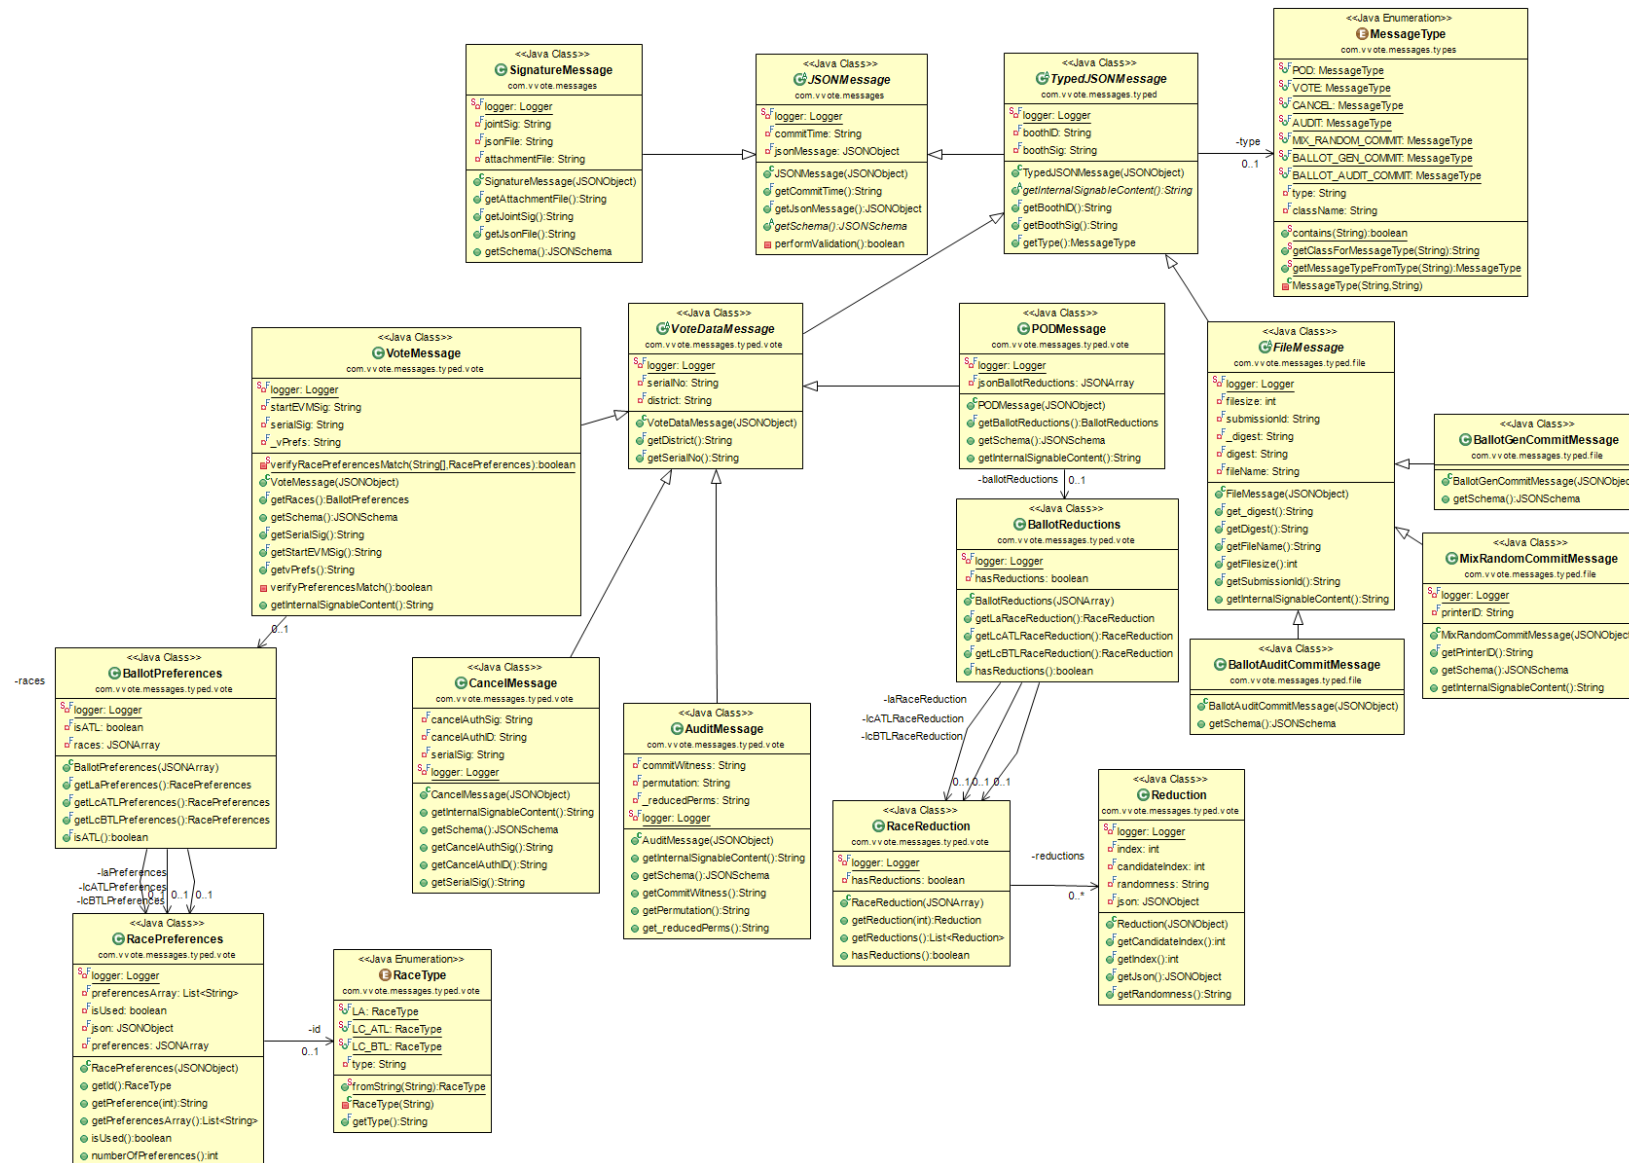 <<Java Class>>
SignatureMessage
com.vvote.messages
logger: Logger
jointSig: String
jsonFile: String
attachmentFile: String
SignatureMessage(JSONObject)
getAttachmentFile():String
getJointSig():String
getJsonFile():String
getSchema():JSONSchema
<<Java Class>>
JSONMessage
com.vvote.messages
logger: Logger
commitTime: String
jsonMessage: JSONObject
JSONMessage(JSONObject)
getCommitTime():String
getJsonMessage():JSONObject
getSchema():JSONSchema
performValidation():boolean
<<Java Class>>
TypedJSONMessage
com.vvote.messages.typed
logger: Logger
boothID: String
boothSig: String
TypedJSONMessage(JSONObject)
getInternalSignableContent():String
getBoothID():String
getBoothSig():String
getType():MessageType
-type
0..1
<<Java Enumeration>>
MessageType
com.vvote.messages.types
POD: MessageType
VOTE: MessageType
CANCEL: MessageType
AUDIT: MessageType
MIX_RANDOM_COMMIT: MessageType
BALLOT_GEN_COMMIT: MessageType
BALLOT_AUDIT_COMMIT: MessageType
type: String
className: String
contains(String):boolean
getClassForMessageType(String):String
getMessageTypeFromType(String):MessageType
MessageType(String,String)
<<Java Class>>
VoteMessage
com.vvote.messages.typed.vote
logger: Logger
startEVMSig: String
serialSig: String
_vPrefs: String
verifyRacePreferencesMatch(String[],RacePreferences):boolean
VoteMessage(JSONObject)
getRaces():BallotPreferences
getSchema():JSONSchema
getSerialSig():String
getStartEVMSig():String
getvPrefs():String
verifyPreferencesMatch():boolean
getInternalSignableContent():String
<<Java Class>>
VoteDataMessage
com.vvote.messages.typed.vote
logger: Logger
serialNo: String
district: String
VoteDataMessage(JSONObject)
getDistrict():String
getSerialNo():String
<<Java Class>>
PODMessage
com.vvote.messages.typed.vote
logger: Logger
jsonBallotReductions: JSONArray
PODMessage(JSONObject)
getBallotReductions():BallotReductions
getSchema():JSONSchema
getInternalSignableContent():String
-ballotReductions
0..1
<<Java Class>>
FileMessage
com.vvote.messages.typed.file
logger: Logger
filesize: int
submissionId: String
_digest: String
digest: String
fileName: String
FileMessage(JSONObject)
get_digest():String
getDigest():String
getFileName():String
getFilesize():int
getSubmissionId():String
getInternalSignableContent():String
<<Java Class>>
BallotGenCommitMessage
com.vvote.messages.typed.file
BallotGenCommitMessage(JSONObjec
getSchema():JSONSchema
<<Java Class>>
MixRandomCommitMessage
com.vvote.messages.typed.file
logger: Logger
printerID: String
MixRandomCommitMessage(JSONObject
getPrinterID():String
getSchema():JSONSchema
getInternalSignableContent():String
<<Java Class>>
BallotAuditCommitMessage
com.vvote.messages.typed.file
BallotAuditCommitMessage(JSONObject)
getSchema():JSONSchema
<<Java Class>>
BallotReductions
com.vvote.messages.typed.vote
logger: Logger
hasReductions: boolean
BallotReductions(JSONArray)
getLaRaceReduction():RaceReduction
getLcATLRaceReduction():RaceReduction
getLcBTLRaceReduction():RaceReduction
hasReductions():boolean
-laRaceReduction
-lcATLRaceReduction
-lcBTLRaceReduction
0..1
0..1
0..1
-races
0..1
<<Java Class>>
BallotPreferences
com.vvote.messages.typed.vote
logger: Logger
isATL: boolean
races: JSONArray
BallotPreferences(JSONArray)
getLaPreferences():RacePreferences
getLcATLPreferences():RacePreferences
getLcBTLPreferences():RacePreferences
isATL():boolean
-laPreferences
-lcATLPreferences
-lcBTLPreferences
0..1
0..1
0..1
<<Java Class>>
CancelMessage
com.vvote.messages.typed.vote
cancelAuthSig: String
cancelAuthID: String
serialSig: String
logger: Logger
CancelMessage(JSONObject)
getInternalSignableContent():String
getSchema():JSONSchema
getCancelAuthSig():String
getCancelAuthID():String
getSerialSig():String
<<Java Class>>
AuditMessage
com.vvote.messages.typed.vote
commitWitness: String
permutation: String
_reducedPerms: String
logger: Logger
AuditMessage(JSONObject)
getInternalSignableContent():String
getSchema():JSONSchema
getCommitWitness():String
getPermutation():String
get_reducedPerms():String
<<Java Class>>
RaceReduction
com.vvote.messages.typed.vote
logger: Logger
hasReductions: boolean
RaceReduction(JSONArray)
getReduction(int):Reduction
getReductions():List<Reduction>
hasReductions():boolean
-reductions
0..*
<<Java Class>>
Reduction
com.vvote.messages.typed.vote
logger: Logger
index: int
candidateIndex: int
randomness: String
json: JSONObject
Reduction(JSONObject)
getCandidateIndex():int
getIndex():int
getJson():JSONObject
getRandomness():String
<<Java Class>>
RacePreferences
com.vvote.messages.typed.vote
logger: Logger
preferencesArray: List<String>
isUsed: boolean
json: JSONObject
preferences: JSONArray
RacePreferences(JSONObject)
getId():RaceType
getPreference(int):String
getPreferencesArray():List<String>
isUsed():boolean
numberOfPreferences():int
-id
0..1
<<Java Enumeration>>
RaceType
com.vvote.messages.typed.vote
LA: RaceType
LC_ATL: RaceType
LC_BTL: RaceType
type: String
fromString(String):RaceType
RaceType(String)
getType():String